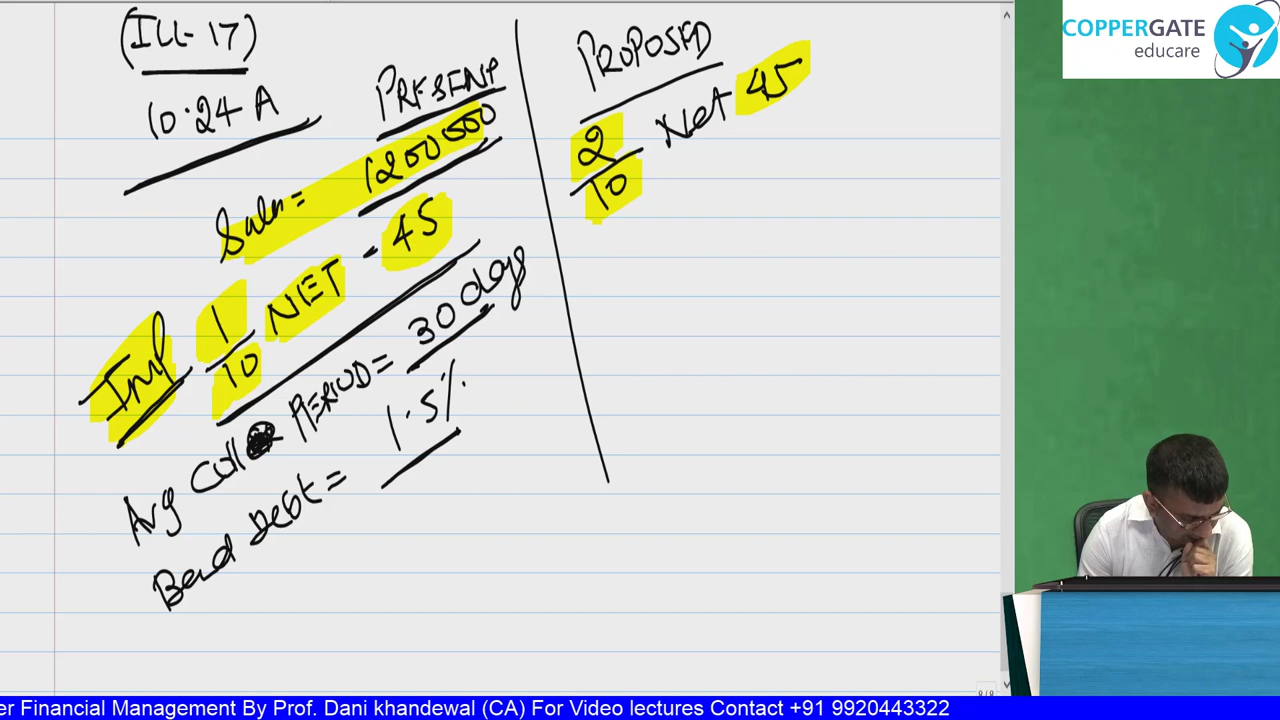 (ILL-17)
10.24 A
PRESENT
Sales = 1200000
Imp 1/10 NET - 45
Avg Coll PERIOD = 30 days
Bad Debt = 1.5%
PROPOSED
2/10 Net 45
COPPERGATE
educare
8/8
er Financial Management By Prof. Dani khandewal (CA) For Video lectures Contact +91 9920443322